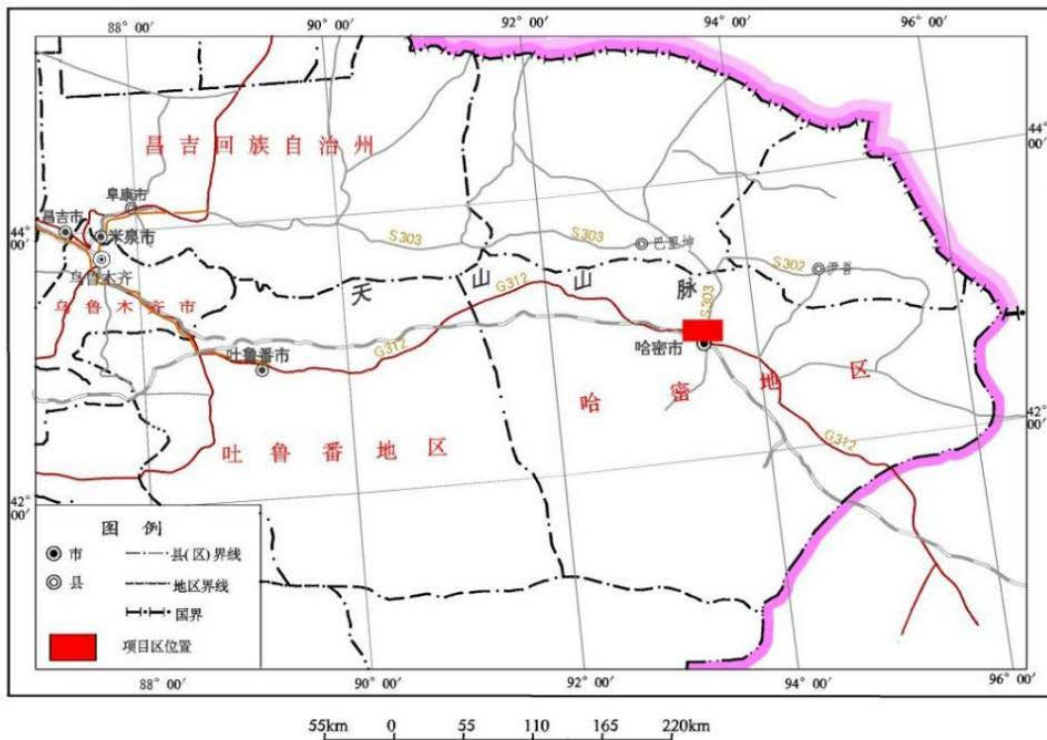 88° 00′
90° 00′
92° 00′
94° 00′
96° 00′
44° 00′
昌吉回族自治州
阜康市
昌吉市
44° 00′
米泉市
乌鲁木齐
乌鲁木齐市
S303
S303
巴里坤
S302
伊吾
天山山脉
G312
S303
吐鲁番市
G312
哈密市
哈密地区
42° 00′
吐鲁番地区
G312
42° 00′
图例
市
县(区)界线
县
地区界线
国界
项目区位置
88° 00′
90° 00′
92° 00′
94° 00′
96° 00′
55km 0 55 110 165 220km